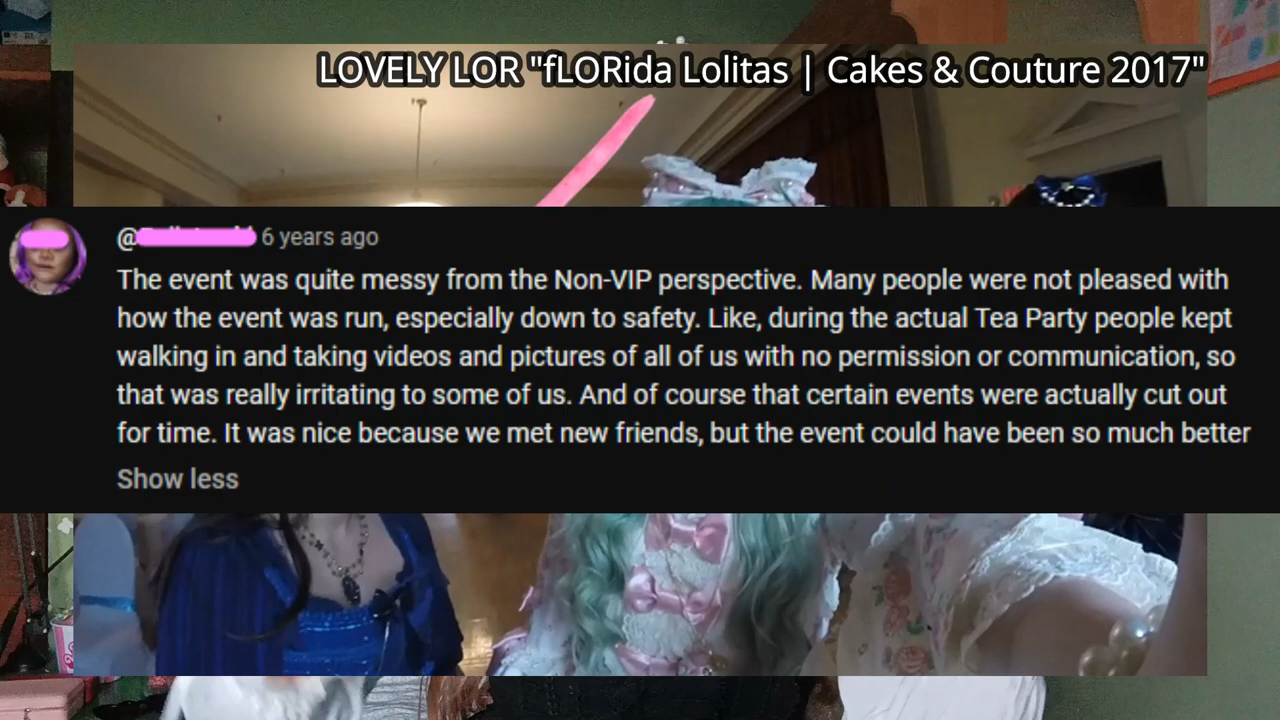 LOVELY LOR "fLORida Lolitas | Cakes & Couture 2017"
@ 6 years ago
The event was quite messy from the Non-VIP perspective. Many people were not pleased with
how the event was run, especially down to safety. Like, during the actual Tea Party people kept
walking in and taking videos and pictures of all of us with no permission or communication, so
that was really irritating to some of us. And of course that certain events were actually cut out
for time. It was nice because we met new friends, but the event could have been so much better
Show less